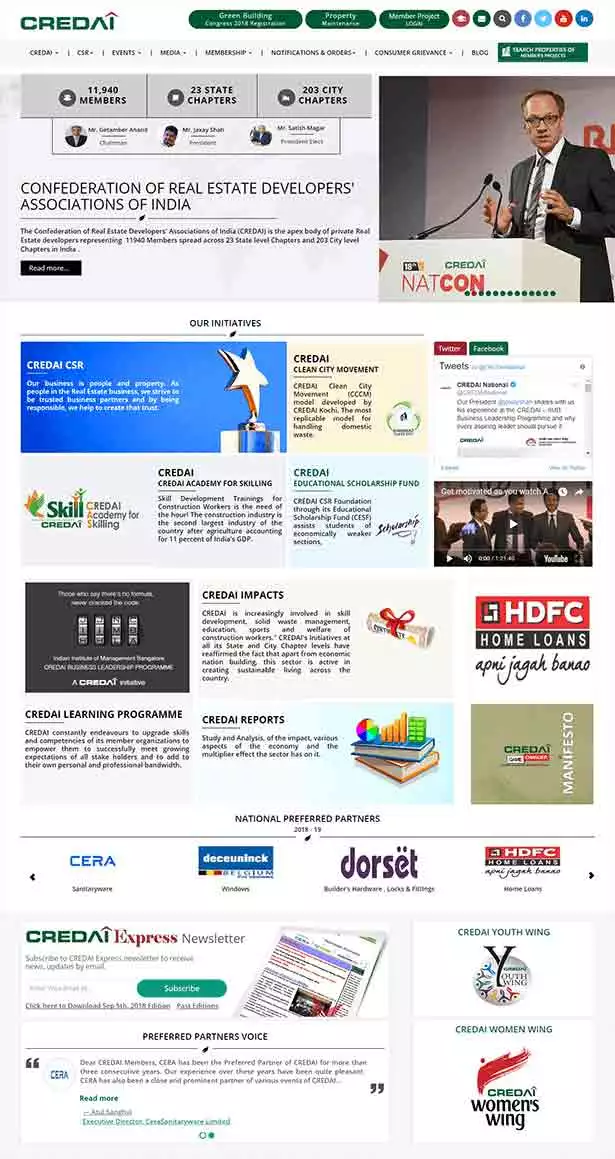 CREDAI
Green Building
Congress 2018 Registration
Property
Maintenance
Member Project
LOGIN
CREDAI
CSR
EVENTS
MEDIA
MEMBERSHIP
NOTIFICATIONS & ORDERS
CONSUMER GRIEVANCE
BLOG
SEARCH PROPERTIES OF
MEMBER'S PROJECTS
11,940
MEMBERS
23 STATE
CHAPTERS
203 CITY
CHAPTERS
Mr. Getamber Anand
Chairman
Mr. Jaxay Shah
President
Mr. Satish Magar
President Elect
CONFEDERATION OF REAL ESTATE DEVELOPERS'
ASSOCIATIONS OF INDIA
The Confederation of Real Estate Developers' Associations of India (CREDAI) is the apex body of private Real
Estate developers representing 11940 Members spread across 23 State level Chapters and 203 City level
Chapters in India .
Read more...
18th
CREDAI
NATCON
OUR INITIATIVES
CREDAI CSR
Our business is people and property. As
people in the Real Estate business, we strive to
be trusted business partners and by being
responsible, we help to create that trust.
CREDAI
CLEAN CITY MOVEMENT
CREDAI Clean City
Movement (CCCM)
model developed by
CREDAI Kochi. The most
replicable model for
handling domestic
waste.
Twitter
Facebook
Tweets
CREDAI National
@CREDAINational
Our President @jaxayshah shares with us
his experience at the CREDAI - IIMB
Business Leadership Programme and why
every aspiring leader should pursue it
Embed
View on Twitter
Skill
CREDAI
CREDAI
Academy for
Skilling
CREDAI
CREDAI ACADEMY FOR SKILLING
Skill Development Trainings for
Construction Workers is the need of
the hour! The construction industry is
the second largest industry of the
country after agriculture accounting
for 11 percent of India's GDP.
CREDAI
EDUCATIONAL SCHOLARSHIP FUND
CREDAI CSR Foundation
through its Educational
Scholarship Fund (CESF)
assists students of
economically weaker
sections,
Scholarship
Get motivated as you watch A...
0:00 / 1:21:40
YouTube
Those who say there's no formula,
never cracked the code.
Indian Institute of Management Bangalore
CREDAI BUSINESS LEADERSHIP PROGRAMME
A CREDAI initiative
CREDAI IMPACTS
CREDAI is increasingly involved in skill
development, solid waste management,
education, sports and welfare of
construction workers." CREDAI's Initiatives at
all its State and City Chapter levels have
reaffirmed the fact that apart from economic
nation building, this sector is active in
creating sustainable living across the
country.
HDFC
HOME LOANS
apni jagah banao
CREDAI LEARNING PROGRAMME
CREDAI constantly endeavours to upgrade skills
and competencies of its member organizations to
empower them to successfully meet growing
expectations of all stake holders and to add to
their own personal and professional bandwidth.
CREDAI REPORTS
Study and Analysis, of the impact, various
aspects of the economy and the
multiplier effect the sector has on it.
CREDAI
MANIFESTO
NATIONAL PREFERRED PARTNERS
2018 - 19
CERA
Sanitaryware
deceuninck
BELGIUM
Windows
dorsët
Builder's Hardware , Locks & Fittings
HDFC
HOME LOANS
apni jagah banao
Home Loans
CREDAI Express Newsletter
Subscribe to CREDAI Express newsletter to receive
news, updates by email.
Enter Your Email Id...
Subscribe
Click here to Download Sep 5th, 2018 Edition
Past Editions
CREDAI YOUTH WING
CREDAI
YOUTH
WING
PREFERRED PARTNERS VOICE
CERA
Dear CREDAI Members, CERA has been the Preferred Partner of CREDAI for more than
three consecutive years. Our experience over these years have been quite pleasant.
CERA has also been a close and prominent partner of various events of CREDAI...
Read more
— Atul Sanghvi
Executive Director, CeraSanitaryware Limited
CREDAI WOMEN WING
CREDAI
women's
wing